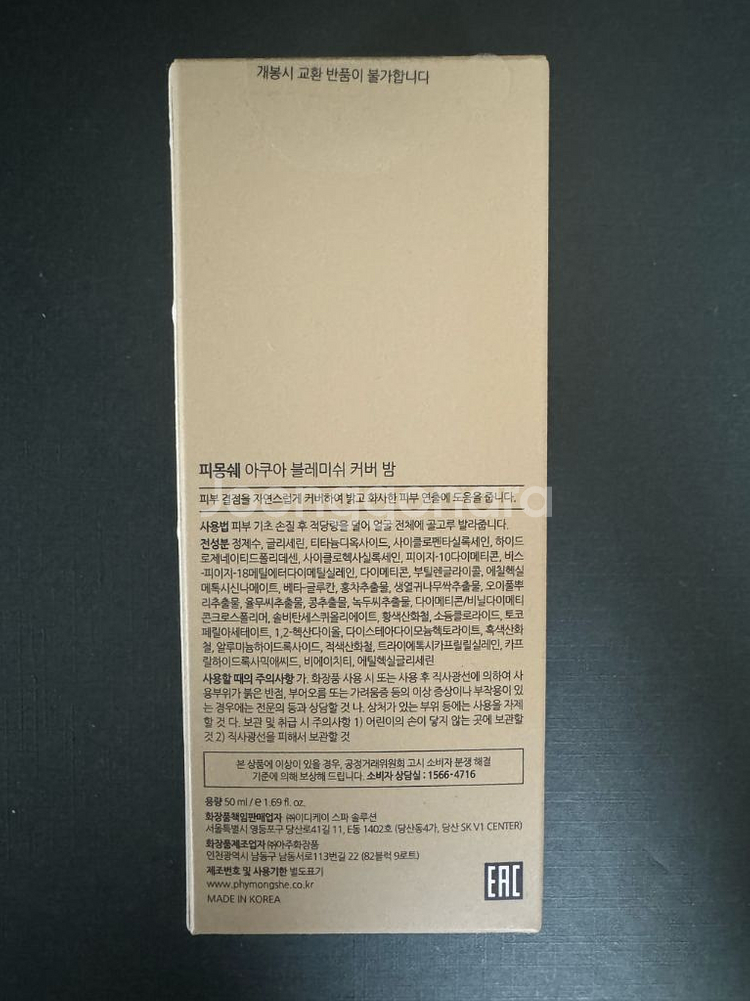 개봉시 교환 반품이 불가합니다
피몽쉐 아쿠아 블레미쉬 커버 밤
피부 결점을 자연스럽게 커버하여 밝고 화사한 피부 연출에 도움을 줍니다.
Joonggonara
사용법 피부 기초 손질 후 적당량을 덜어 얼굴 전체에 골고루 발라줍니다.
전성분 정제수, 글리세린, 티타늄디옥사이드, 사이클로펜타실록세인, 하이드
로제네이티드폴리데센, 사이클로헥사실록세인, 피이지-10다이메티콘, 비스
-피이지-18메틸에터다이메틸실레인, 다이메티콘, 부틸렌글라이콜, 에칠헥실
메톡시신나메이트, 베타-글루칸, 홍차추출물, 생열귀나무싹추출물, 오이풀뿌
리추출물, 율무씨추출물, 콩추출물, 녹두씨추출물, 다이메티콘/비닐다이메티
콘크로스폴리머, 솔비탄세스퀴올리에이트, 황색산화철, 소듐클로라이드, 토코
페릴아세테이트, 1,2-헥산다이올, 다이스테아다이모늄헥토라이트, 흑색산화
철, 알루미늄하이드록사이드, 적색산화철, 트라이에톡시카프릴릴실레인, 카프
릴하이드록사믹애씨드, 비에이치티, 에틸헥실글리세린
사용할 때의 주의사항 가. 화장품 사용 시 또는 사용 후 직사광선에 의하여 사
용부위가 붉은 반점, 부어오름 또는 가려움증 등의 이상 증상이나 부작용이 있
는 경우에는 전문의 등과 상담할 것 나. 상처가 있는 부위 등에는 사용을 자제
할 것 다. 보관 및 취급 시 주의사항 1) 어린이의 손이 닿지 않는 곳에 보관할
것 2) 직사광선을 피해서 보관할 것
본 상품에 이상이 있을 경우, 공정거래위원회 고시 소비자 분쟁 해결
기준에 의해 보상해 드립니다. 소비자 상담실 : 1566-4716
용량 50 ml / ℮ 1.69 fl. oz.
화장품책임판매업자 ㈜이디케이 스파 솔루션
서울특별시 영등포구 당산로41길 11, E동 1402호 (당산동4가, 당산 SK V1 CENTER)
화장품제조업자 ㈜아주화장품
인천광역시 남동구 남동서로113번길 22 (82블럭 9로트)
제조번호 및 사용기한 별도표기
www.phymongshe.co.kr
MADE IN KOREA
EAC